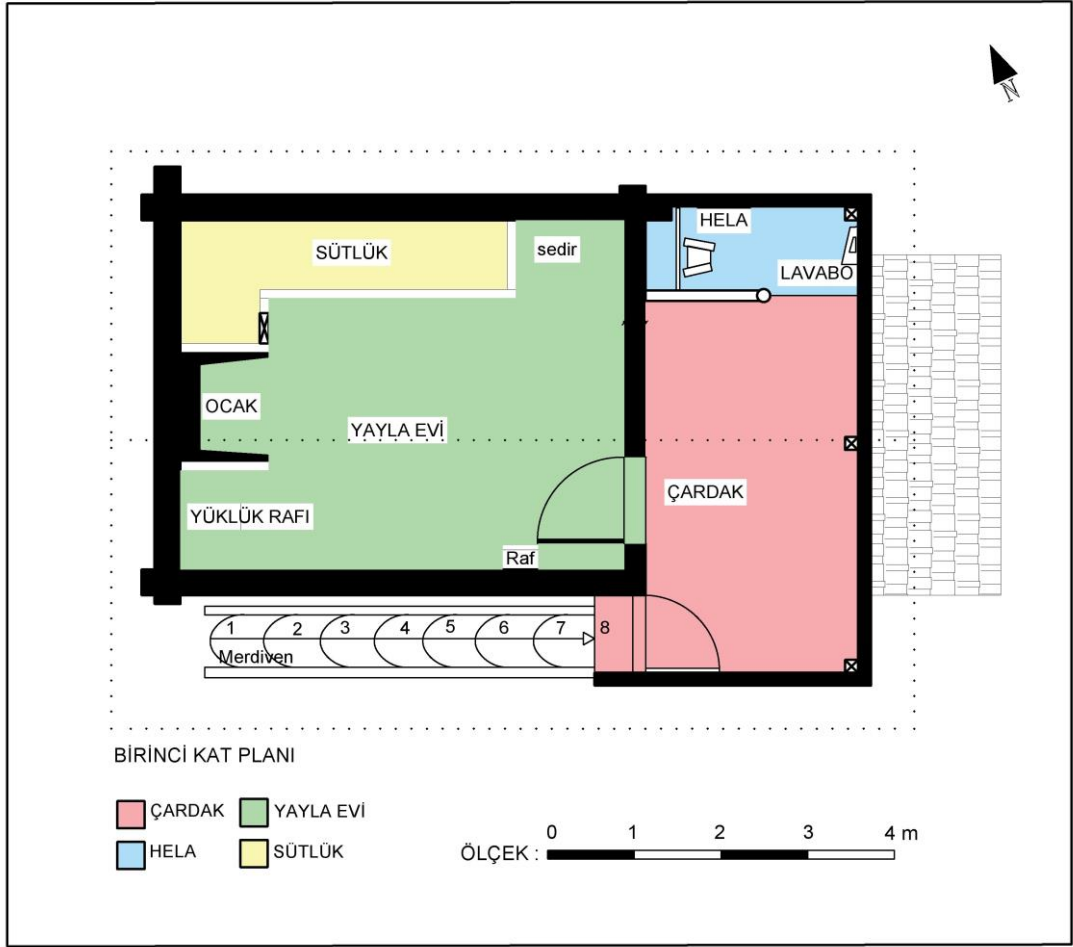 N
HELA
SÜTLÜK
sedir
LAVABO
OCAK
YAYLA EVİ
ÇARDAK
YÜKLÜK RAFI
Raf
1 2 3 4 5 6 7 8
Merdiven
BİRİNCİ KAT PLANI
ÇARDAK YAYLA EVİ
HELA SÜTLÜK
ÖLÇEK : 0 1 2 3 4 m